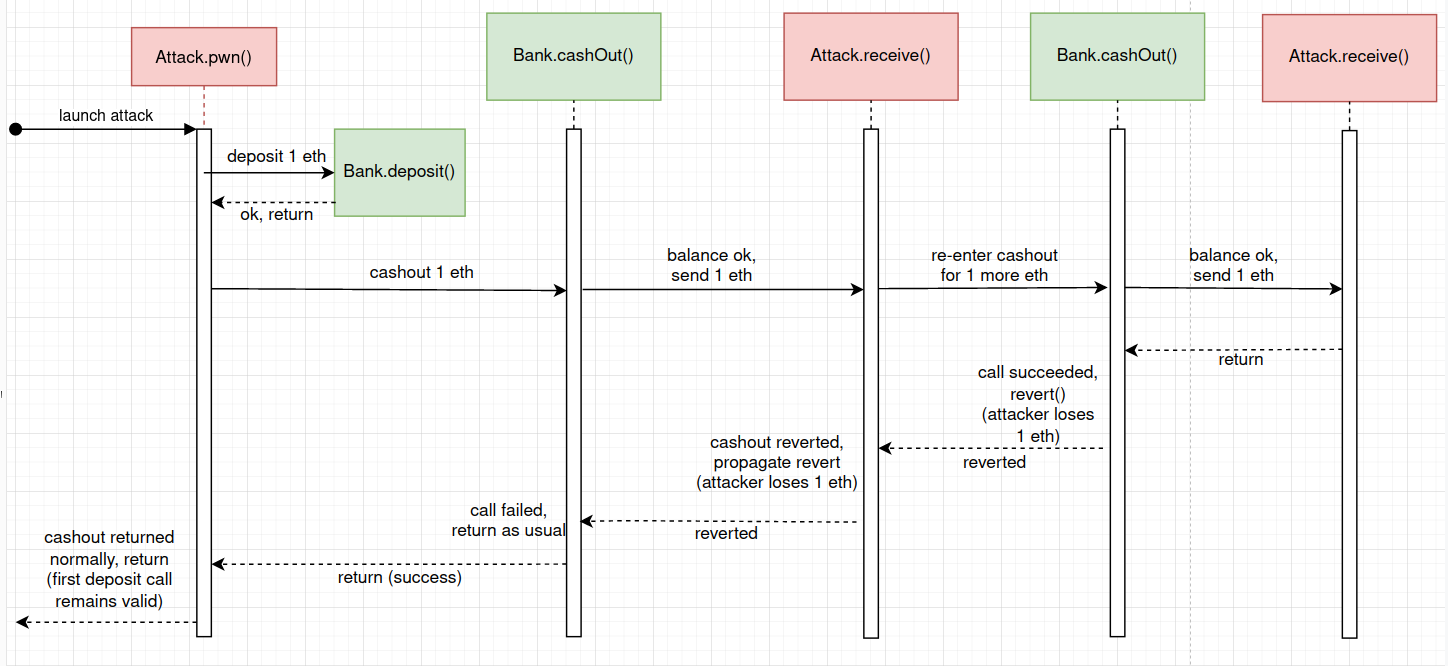 Attack.pwn()
Bank.cashOut()
Attack.receive()
Bank.cashOut()
Attack.receive()
launch attack
deposit 1 eth
Bank.deposit()
ok, return
cashout 1 eth
balance ok,
send 1 eth
re-enter cashout
for 1 more eth
balance ok,
send 1 eth
return
call succeeded,
revert()
(attacker loses
1 eth)
reverted
cashout reverted,
propagate revert
(attacker loses 1 eth)
reverted
call failed,
return as usual
return (success)
cashout returned
normally, return
(first deposit call
remains valid)